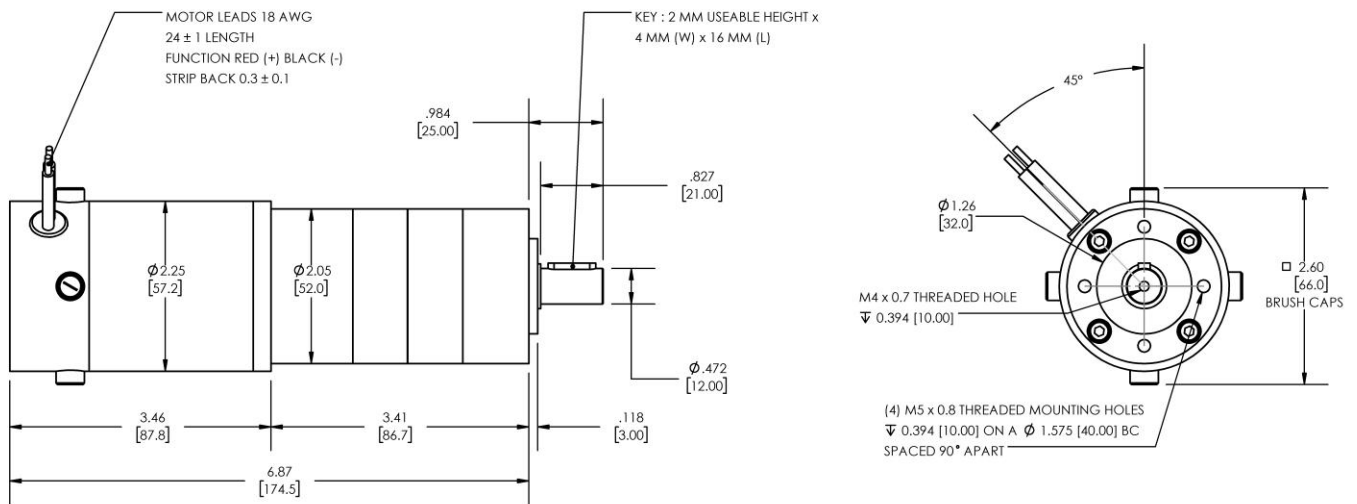 MOTOR LEADS 18 AWG
24 ± 1 LENGTH
FUNCTION RED (+) BLACK (-)
STRIP BACK 0.3 ± 0.1
KEY : 2 MM USEABLE HEIGHT x
4 MM (W) x 16 MM (L)
.984
[25.00]
.827
[21.00]
Ø2.25
[57.2]
Ø2.05
[52.0]
Ø.472
[12.00]
3.46
[87.8]
3.41
[86.7]
.118
[3.00]
6.87
[174.5]
45°
Ø1.26
[32.0]
M4 x 0.7 THREADED HOLE
↧ 0.394 [10.00]
□ 2.60
[66.0]
BRUSH CAPS
(4) M5 x 0.8 THREADED MOUNTING HOLES
↧ 0.394 [10.00] ON A Ø 1.575 [40.00] BC
SPACED 90° APART